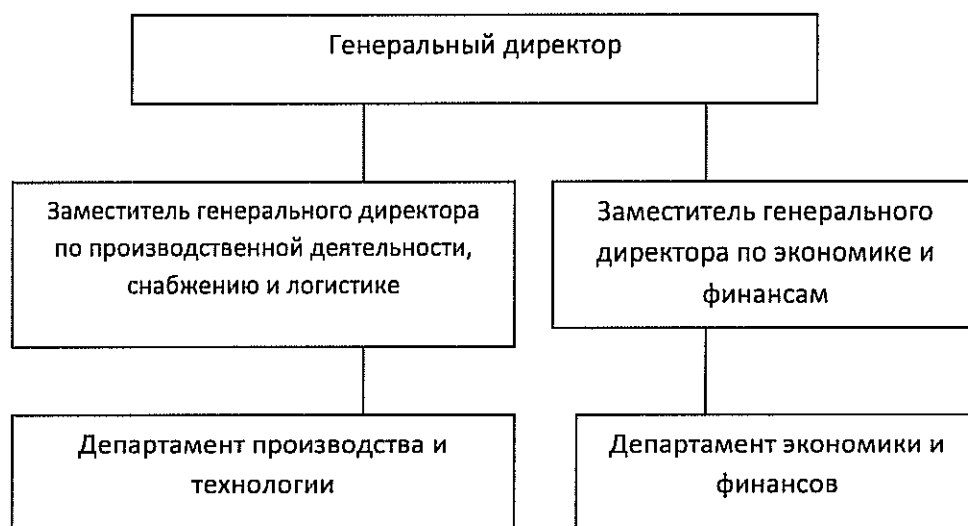 Генеральный директор
Заместитель генерального директора
по производственной деятельности,
снабжению и логистике
Заместитель генерального
директора по экономике и
финансам
Департамент производства и
технологии
Департамент экономики и
финансов